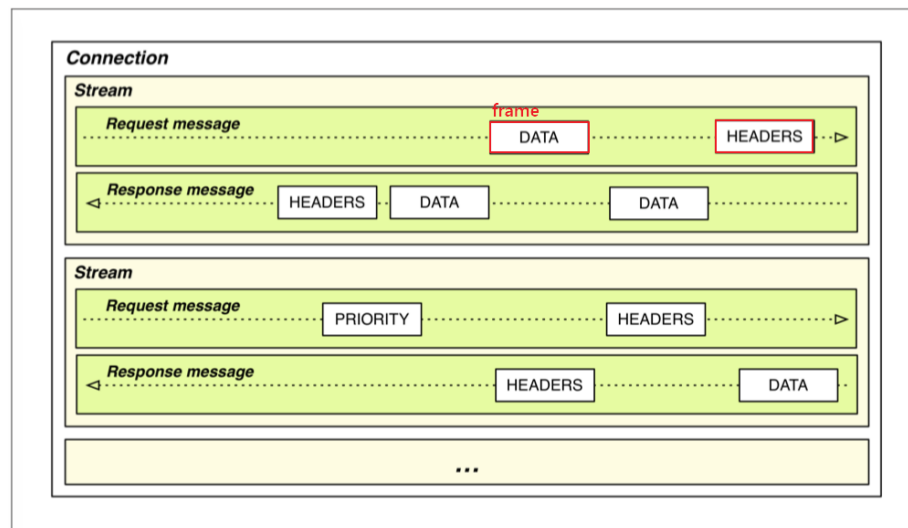 Connection
Stream
frame
Request message
DATA
HEADERS
Response message
HEADERS
DATA
DATA
Stream
Request message
PRIORITY
HEADERS
Response message
HEADERS
DATA
...